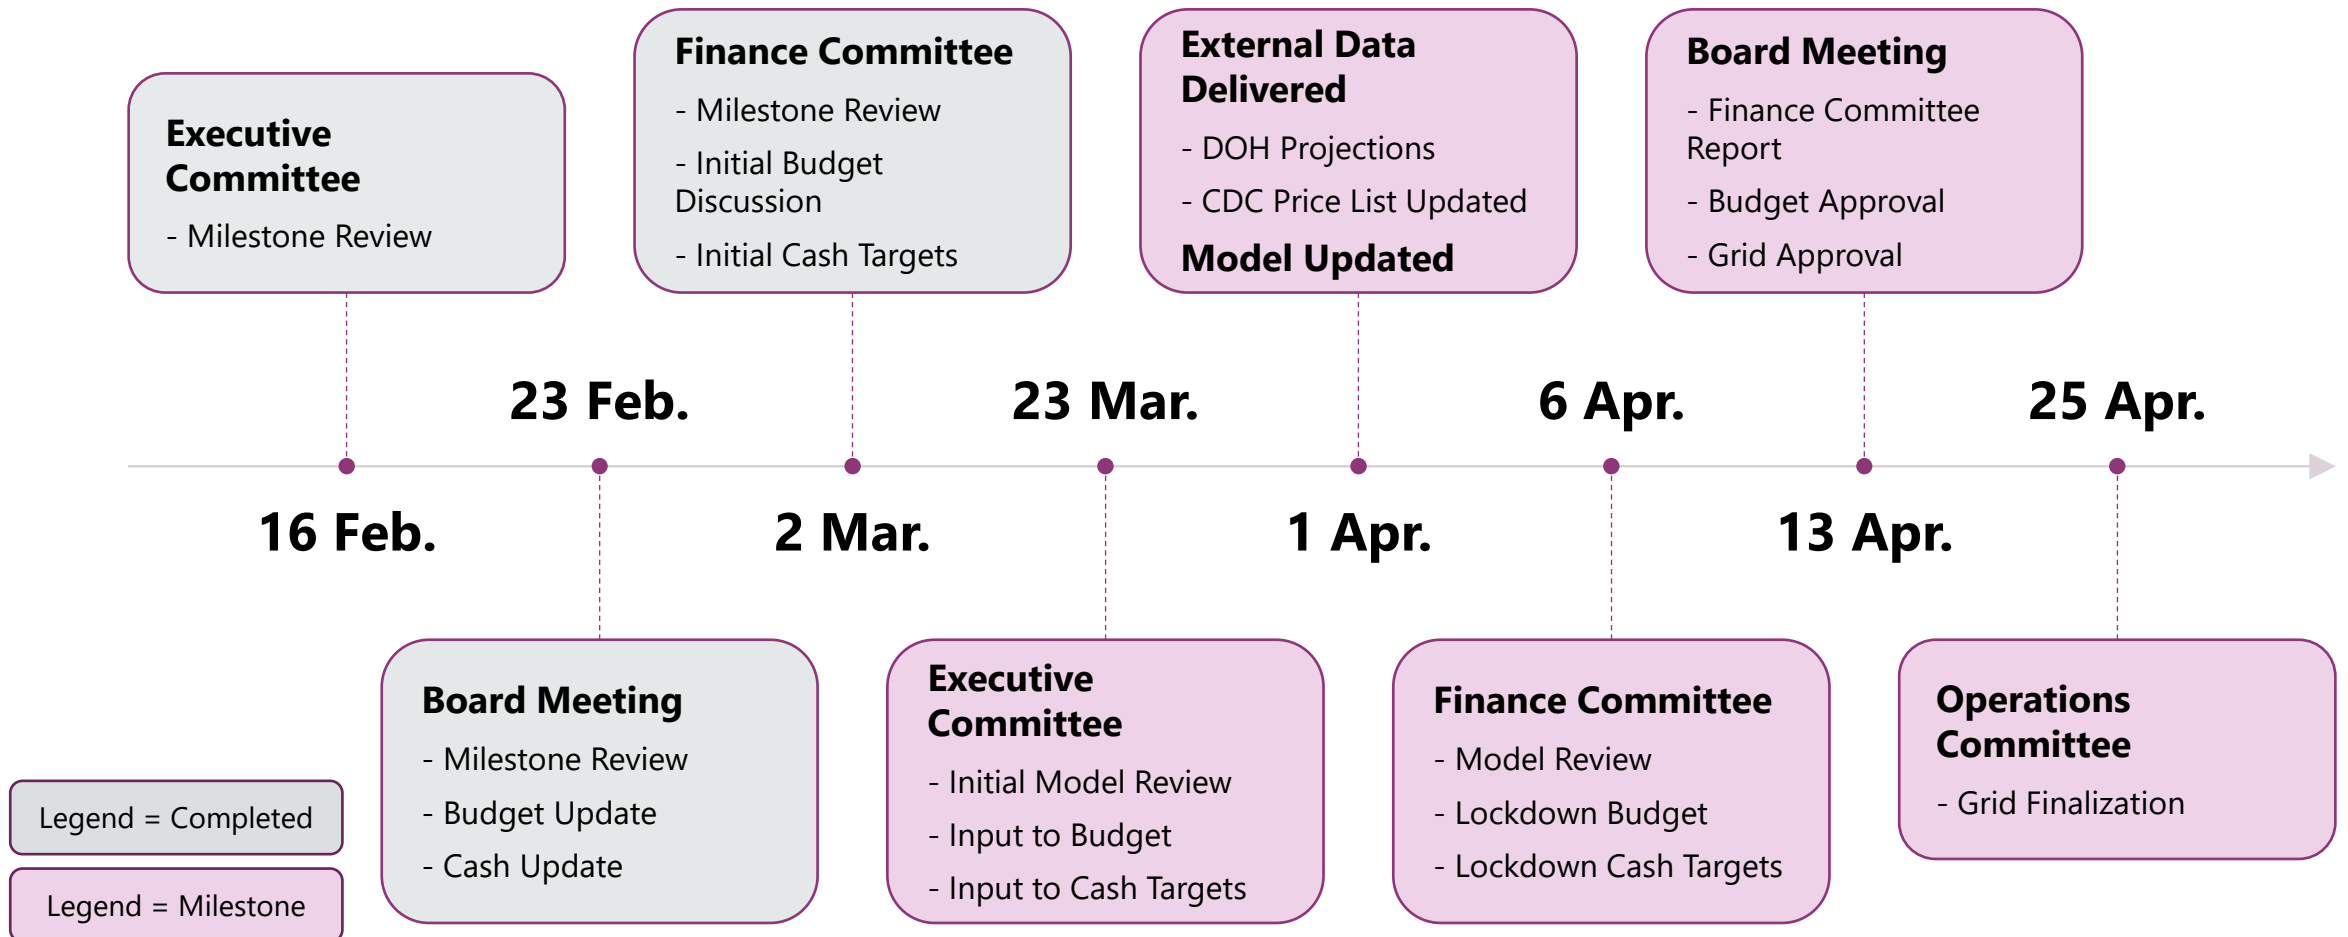 Executive
Committee
- Milestone Review
Finance Committee
- Milestone Review
- Initial Budget
Discussion
- Initial Cash Targets
External Data
Delivered
- DOH Projections
- CDC Price List Updated
Model Updated
Board Meeting
- Finance Committee
Report
- Budget Approval
- Grid Approval
23 Feb.
23 Mar.
6 Apr.
25 Apr.
16 Feb.
2 Mar.
1 Apr.
13 Apr.
Board Meeting
- Milestone Review
- Budget Update
- Cash Update
Executive
Committee
- Initial Model Review
- Input to Budget
- Input to Cash Targets
Finance Committee
- Model Review
- Lockdown Budget
- Lockdown Cash Targets
Operations
Committee
- Grid Finalization
Legend = Completed
Legend = Milestone